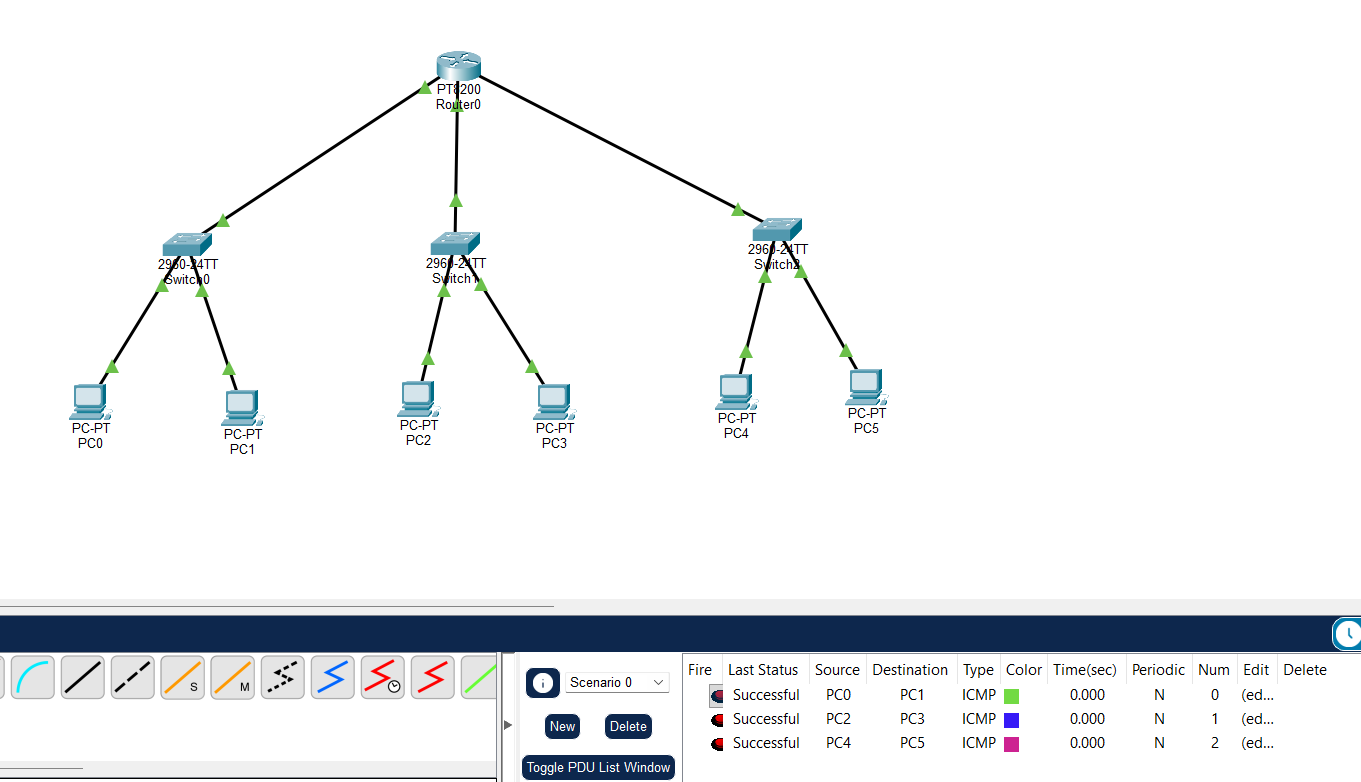 PT8200
Router0
2960-24TT
Switch0
2960-24TT
Switch1
2960-24TT
Switch2
PC-PT
PC0
PC-PT
PC1
PC-PT
PC2
PC-PT
PC3
PC-PT
PC4
PC-PT
PC5
S
M
Scenario 0
New
Delete
Toggle PDU List Window
Fire Last Status Source Destination Type Color Time(sec) Periodic Num Edit Delete
Successful PC0 PC1 ICMP 0.000 N 0 (ed...
Successful PC2 PC3 ICMP 0.000 N 1 (ed...
Successful PC4 PC5 ICMP 0.000 N 2 (ed...